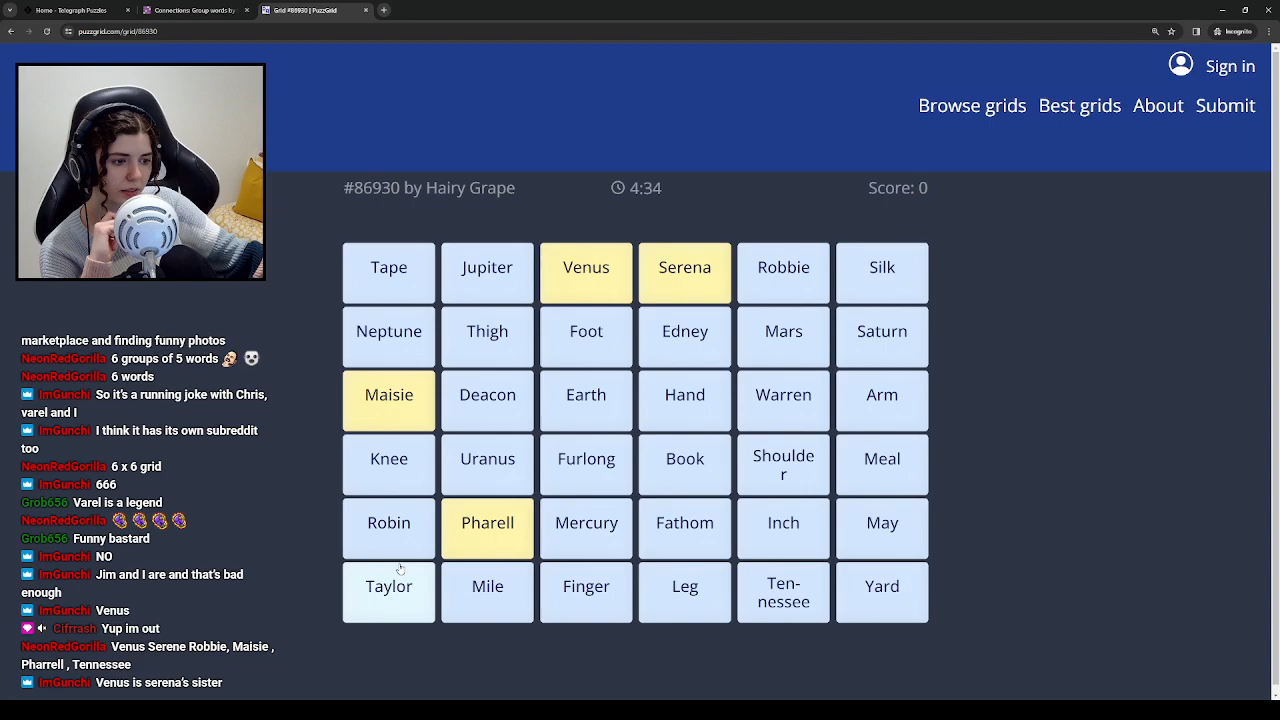 Home - Telegraph Puzzles
Connections: Group words by
Grid #86930 | PuzzGrid
puzzgrid.com/grid/86930
Incognito
Sign in
Browse grids Best grids About Submit
#86930 by Hairy Grape 4:34 Score: 0
Tape Jupiter Venus Serena Robbie Silk
Neptune Thigh Foot Edney Mars Saturn
Maisie Deacon Earth Hand Warren Arm
Knee Uranus Furlong Book Shoulde
r Meal
Robin Pharell Mercury Fathom Inch May
Taylor Mile Finger Leg Ten-
nessee Yard
marketplace and finding funny photos
NeonRedGorilla 6 groups of 5 words
NeonRedGorilla 6 words
ImGunchi So it's a running joke with Chris,
varel and I
ImGunchi I think it has its own subreddit
too
NeonRedGorilla 6 x 6 grid
ImGunchi 666
Grob656 Varel is a legend
NeonRedGorilla
Grob656 Funny bastard
ImGunchi NO
ImGunchi Jim and I are and that's bad
enough
ImGunchi Venus
Cifrrash Yup im out
NeonRedGorilla Venus Serene Robbie, Maisie ,
Pharrell , Tennessee
ImGunchi Venus is serena's sister